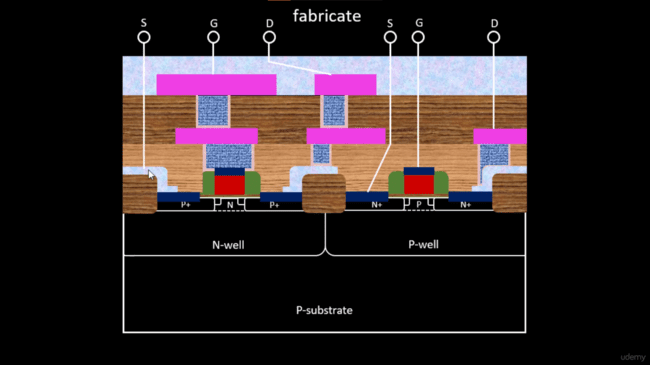 fabricate
S G D S G D
P+ N P+ N+ P N+
N-well P-well
P-substrate
udemy